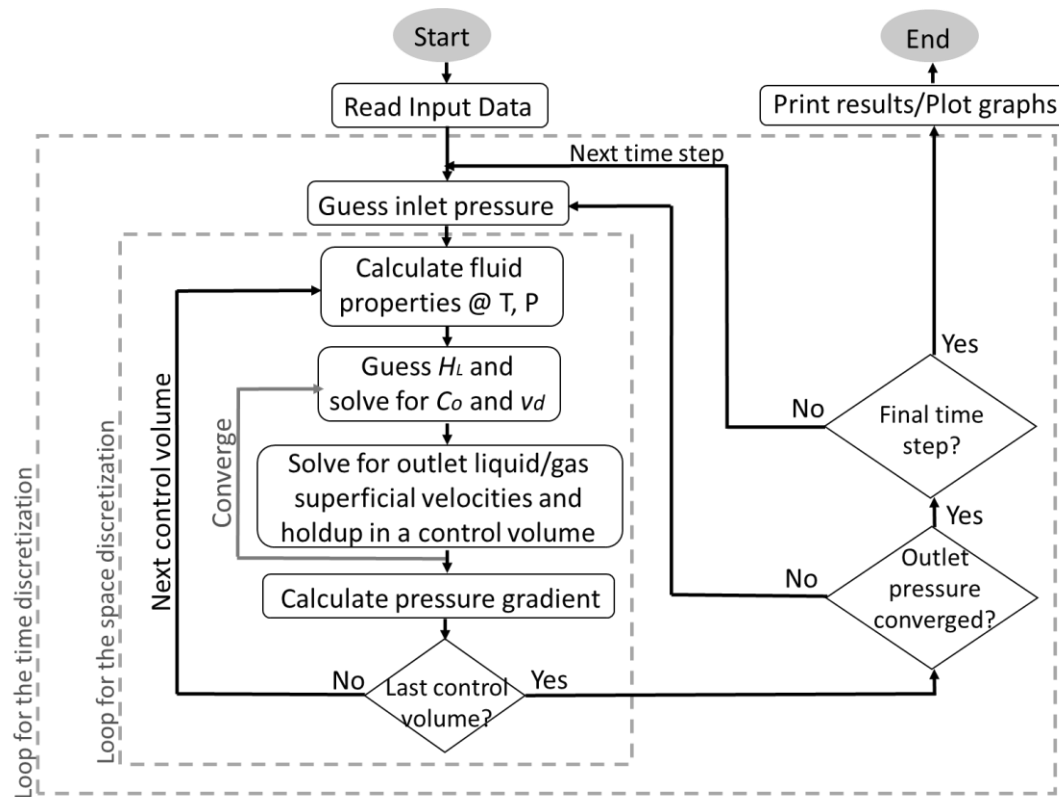 Start
End
Read Input Data
Print results/Plot graphs
Next time step
Guess inlet pressure
Calculate fluid
properties @ T, P
Guess HL and
solve for Co and vd
Solve for outlet liquid/gas
superficial velocities and
holdup in a control volume
Calculate pressure gradient
Last control
volume?
No
Yes
Converge
Next control volume
Loop for the space discretization
Loop for the time discretization
Outlet
pressure
converged?
No
Yes
Final time
step?
No
Yes